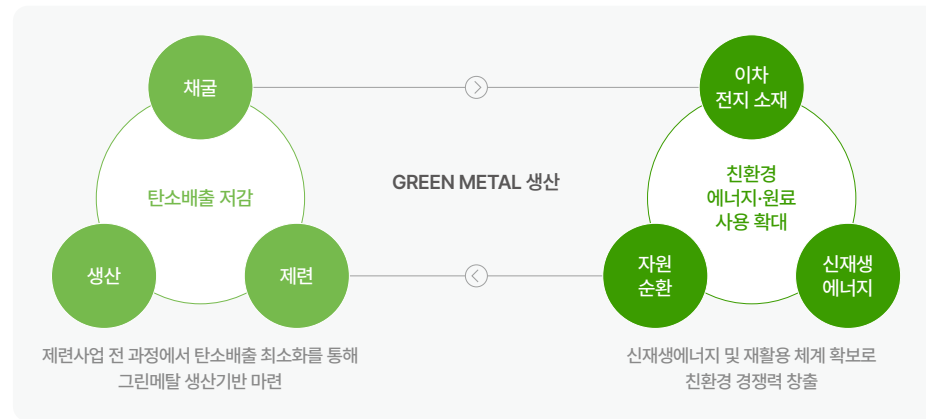 채굴
이차
전지 소재
탄소배출 저감
GREEN METAL 생산
친환경
에너지·원료
사용 확대
생산
제련
자원
순환
신재생
에너지
제련사업 전 과정에서 탄소배출 최소화를 통해
그린메탈 생산기반 마련
신재생에너지 및 재활용 체계 확보로
친환경 경쟁력 창출